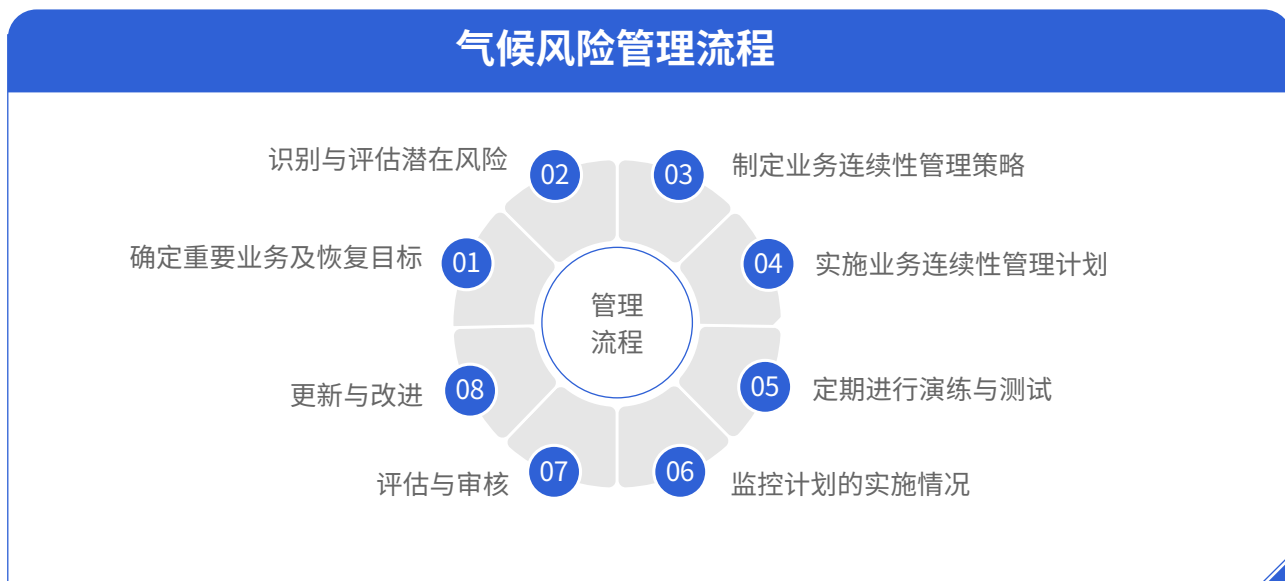 气候风险管理流程
识别与评估潜在风险
02
03
制定业务连续性管理策略
确定重要业务及恢复目标
01
04
实施业务连续性管理计划
管理
流程
更新与改进
08
05
定期进行演练与测试
评估与审核
07
06
监控计划的实施情况